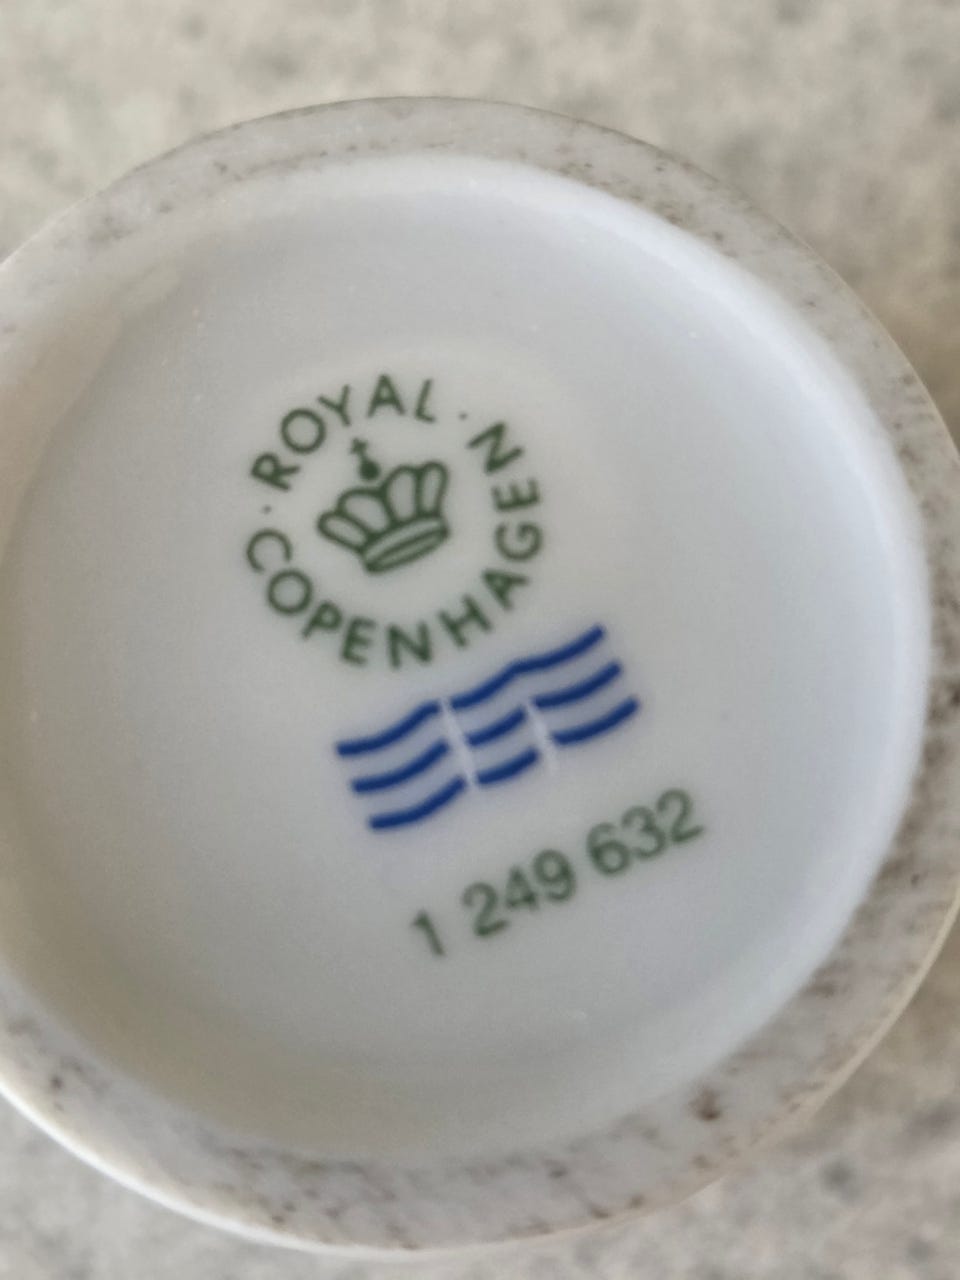 · ROYAL ·
COPENHAGEN
1 249 632